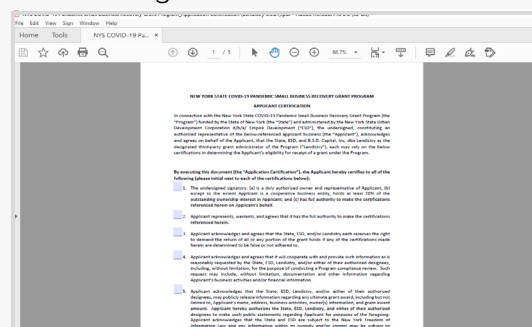 File Edit View Sign Window Help
Home Tools NYS COVID-19 Pa... ×
1 / 5 66.7%
NEW YORK STATE COVID-19 PANDEMIC SMALL BUSINESS RECOVERY GRANT PROGRAM
APPLICANT CERTIFICATION
In connection with the New York State COVID-19 Pandemic Small Business Recovery Grant Program (the
"Program") funded by the State of New York (the "State") and administered by the New York State Urban
Development Corporation d/b/a/ Empire Development ("ESD"), the undersigned, constituting an
authorized representative of the below-referenced applicant business (the "Applicant"), acknowledges
and agrees on behalf of the Applicant, that the State, ESD, and B.S.D. Capital, Inc. dba Lendistry as the
designated third-party grant administrator of the Program ("Lendistry"), each may rely on the below
certifications in determining the Applicant's eligibility for receipt of a grant under the Program.
By executing this document (the "Application Certification"), the Applicant hereby certifies to all of the
following (please initial next to each of the certifications below):
1. The undersigned signatory: (a) is a duly authorized owner and representative of Applicant, (b)
except to the extent Applicant is a cooperative business entity, holds at least 20% of the
outstanding ownership interest in Applicant; and (c) has full authority to make the certifications
referenced herein on Applicant's behalf.
2. Applicant represents, warrants, and agrees that it has the full authority to make the certifications
referenced herein.
3. Applicant acknowledges and agrees that the State, ESD, and/or Lendistry each reserves the right
to demand the return of all or any portion of the grant funds if any of the certifications made
herein are determined to be false or not adhered to.
4. Applicant acknowledges and agrees that it will cooperate with and provide such information as is
reasonably requested by the State, ESD, Lendistry, and/or either of their authorized designees,
including, without limitation, for the purpose of conducting a Program compliance review. Such
request may include, without limitation, documentation and other information regarding
Applicant's business activities and/or financial information.
5. Applicant acknowledges that the State, ESD, Lendistry, and/or either of their authorized
designees, may publicly release information regarding any ultimate grant award, including but not
limited to, Applicant's name, address, business activities, owner(s) information, and grant award
amount. Applicant hereby authorizes the State, ESD, Lendistry, and/or either of their authorized
designees to make such public statements regarding Applicant for purposes of the foregoing.
Applicant acknowledges that the State and ESD are subject to the New York Freedom of
Information Law and any information within its custody and/or control may be subject to